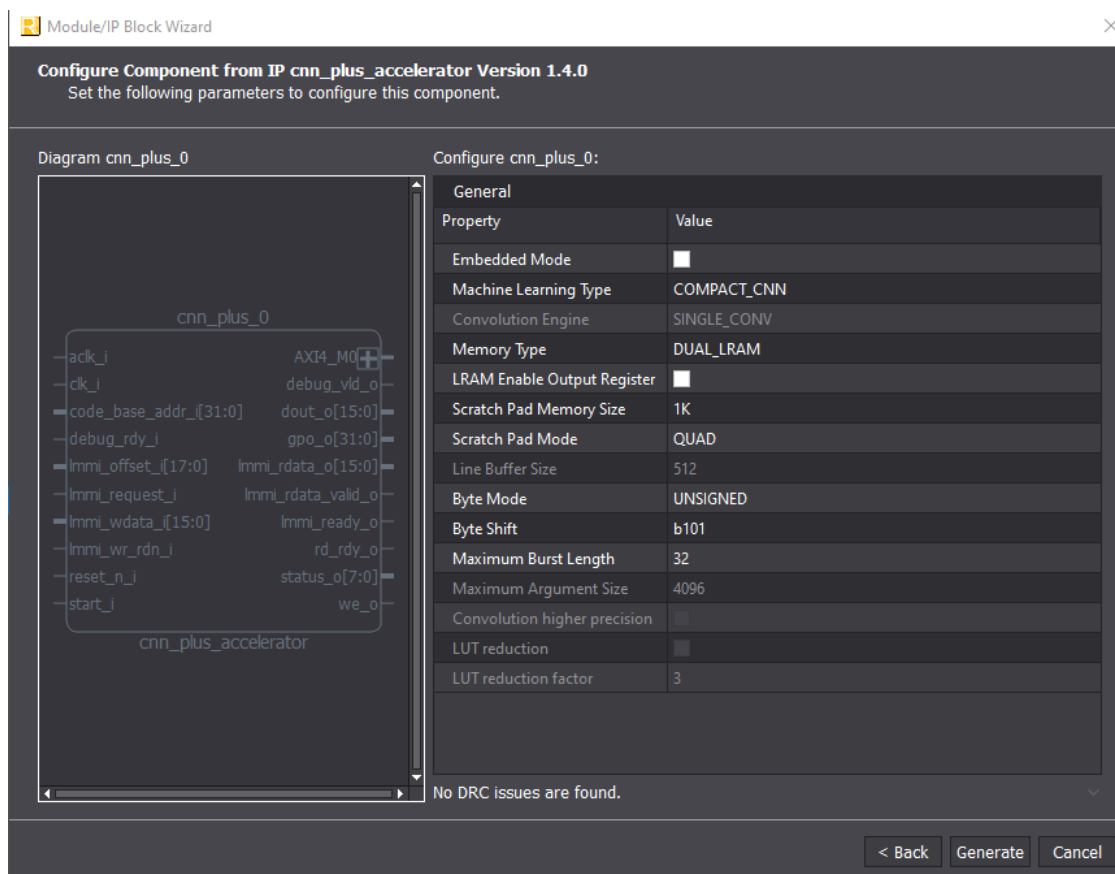 Module/IP Block Wizard
Configure Component from IP cnn_plus_accelerator Version 1.4.0
Set the following parameters to configure this component.
Diagram cnn_plus_0
cnn_plus_0
aclk_i AXI4_M0
clk_i debug_vld_o
code_base_addr_i[31:0] dout_o[15:0]
debug_rdy_i gpo_o[31:0]
lmmi_offset_i[17:0] lmmi_rdata_o[15:0]
lmmi_request_i lmmi_rdata_valid_o
lmmi_wdata_i[15:0] lmmi_ready_o
lmmi_wr_rdn_i rd_rdy_o
reset_n_i status_o[7:0]
start_i we_o
cnn_plus_accelerator
Configure cnn_plus_0:
General
Property Value
Embedded Mode
Machine Learning Type COMPACT_CNN
Convolution Engine SINGLE_CONV
Memory Type DUAL_LRAM
LRAM Enable Output Register
Scratch Pad Memory Size 1K
Scratch Pad Mode QUAD
Line Buffer Size 512
Byte Mode UNSIGNED
Byte Shift b101
Maximum Burst Length 32
Maximum Argument Size 4096
Convolution higher precision
LUT reduction
LUT reduction factor 3
No DRC issues are found.
< Back Generate Cancel